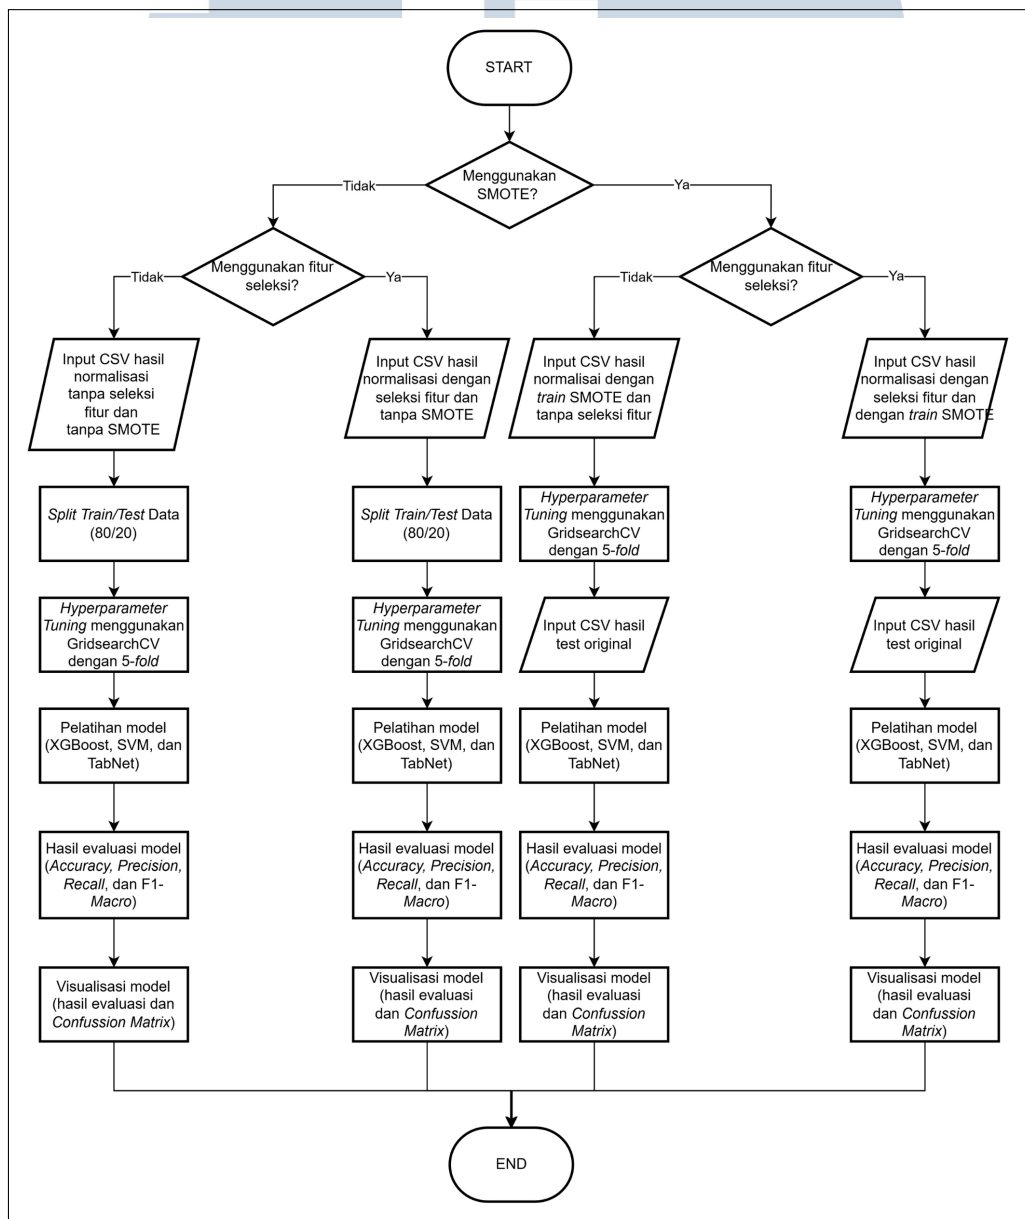 START
Menggunakan
SMOTE?
Tidak
Ya
Menggunakan fitur
seleksi?
Menggunakan fitur
seleksi?
Tidak
Ya
Tidak
Ya
Input CSV hasil
normalisasi
tanpa seleksi
fitur dan
tanpa SMOTE
Input CSV hasil
normalisasi dengan
seleksi fitur dan
tanpa SMOTE
Input CSV hasil
normalisai dengan
train SMOTE dan
tanpa seleksi fitur
Input CSV hasil
normalisasi dengan
seleksi fitur dan
dengan train SMOTE
Split Train/Test Data
(80/20)
Split Train/Test Data
(80/20)
Hyperparameter
Tuning menggunakan
GridsearchCV
dengan 5-fold
Hyperparameter
Tuning menggunakan
GridsearchCV
dengan 5-fold
Hyperparameter
Tuning menggunakan
GridsearchCV
dengan 5-fold
Hyperparameter
Tuning menggunakan
GridsearchCV
dengan 5-fold
Input CSV hasil
test original
Input CSV hasil
test original
Pelatihan model
(XGBoost, SVM, dan
TabNet)
Pelatihan model
(XGBoost, SVM, dan
TabNet)
Pelatihan model
(XGBoost, SVM, dan
TabNet)
Pelatihan model
(XGBoost, SVM, dan
TabNet)
Hasil evaluasi model
(Accuracy, Precision,
Recall, dan F1-
Macro)
Hasil evaluasi model
(Accuracy, Precision,
Recall, dan F1-
Macro)
Hasil evaluasi model
(Accuracy, Precision,
Recall, dan F1-
Macro)
Hasil evaluasi model
(Accuracy, Precision,
Recall, dan F1-
Macro)
Visualisasi model
(hasil evaluasi dan
Confussion Matrix)
Visualisasi model
(hasil evaluasi
dan Confussion
Matrix)
Visualisasi model
(hasil evaluasi
dan Confussion
Matrix)
Visualisasi model
(hasil evaluasi
dan Confussion
Matrix)
END